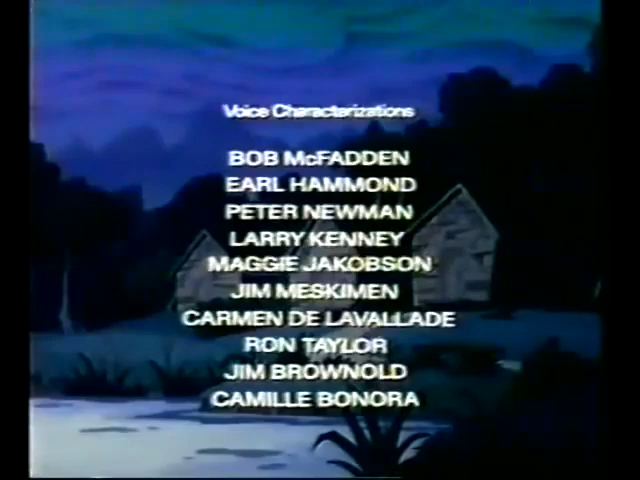 Voice Characterizations
BOB McFADDEN
EARL HAMMOND
PETER NEWMAN
LARRY KENNEY
MAGGIE JAKOBSON
JIM MESKIMEN
CARMEN DE LAVALLADE
RON TAYLOR
JIM BROWNOLD
CAMILLE BONORA